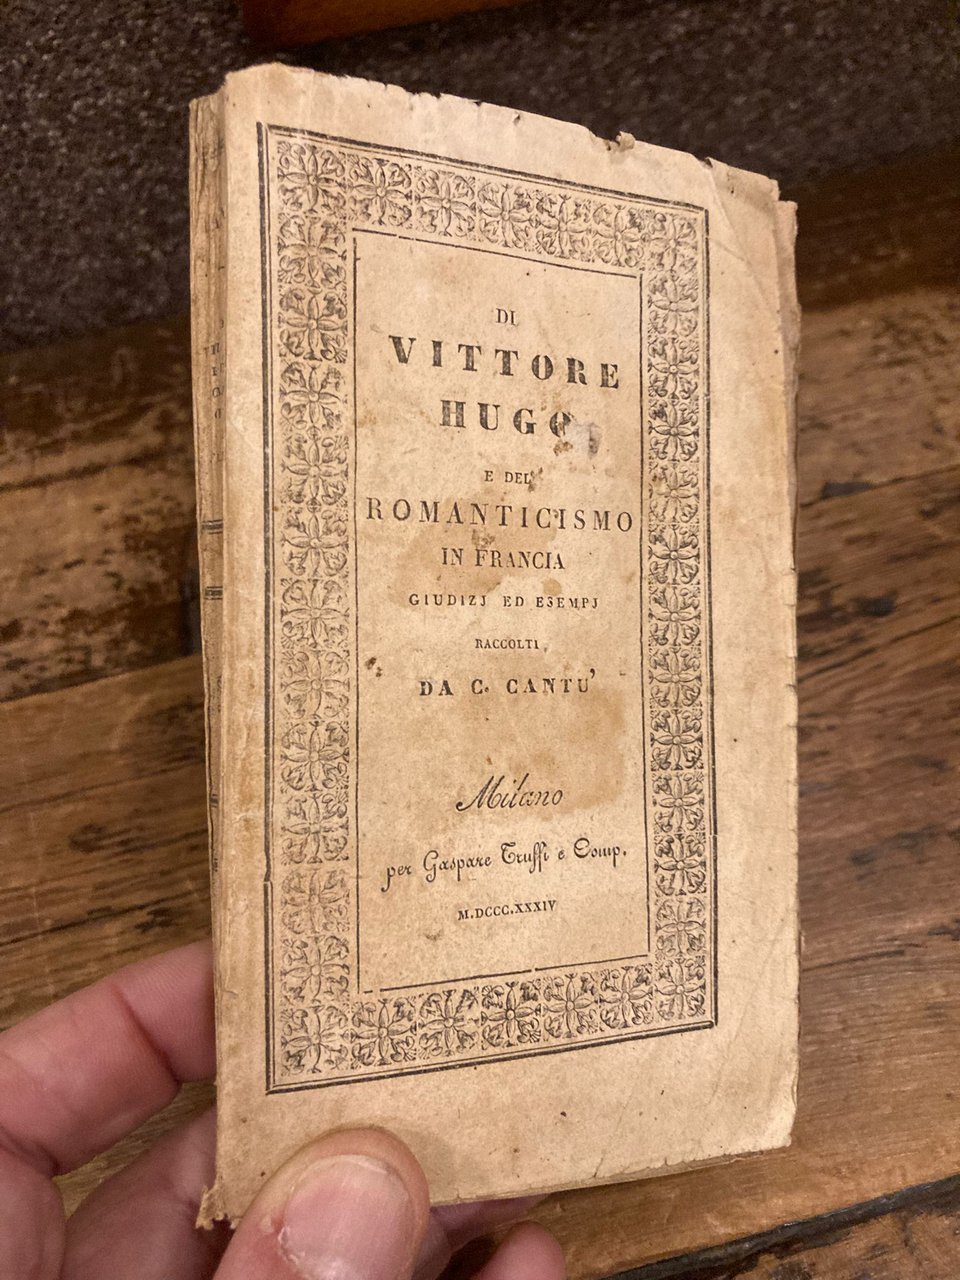 DI
VITTORE
HUGO
E DEL
ROMANTICISMO
IN FRANCIA
GIUDIZJ ED ESEMPJ
RACCOLTI
DA C. CANTU'
Milano
per Gaspare Truffi e Comp.
M.DCCC.XXXIV